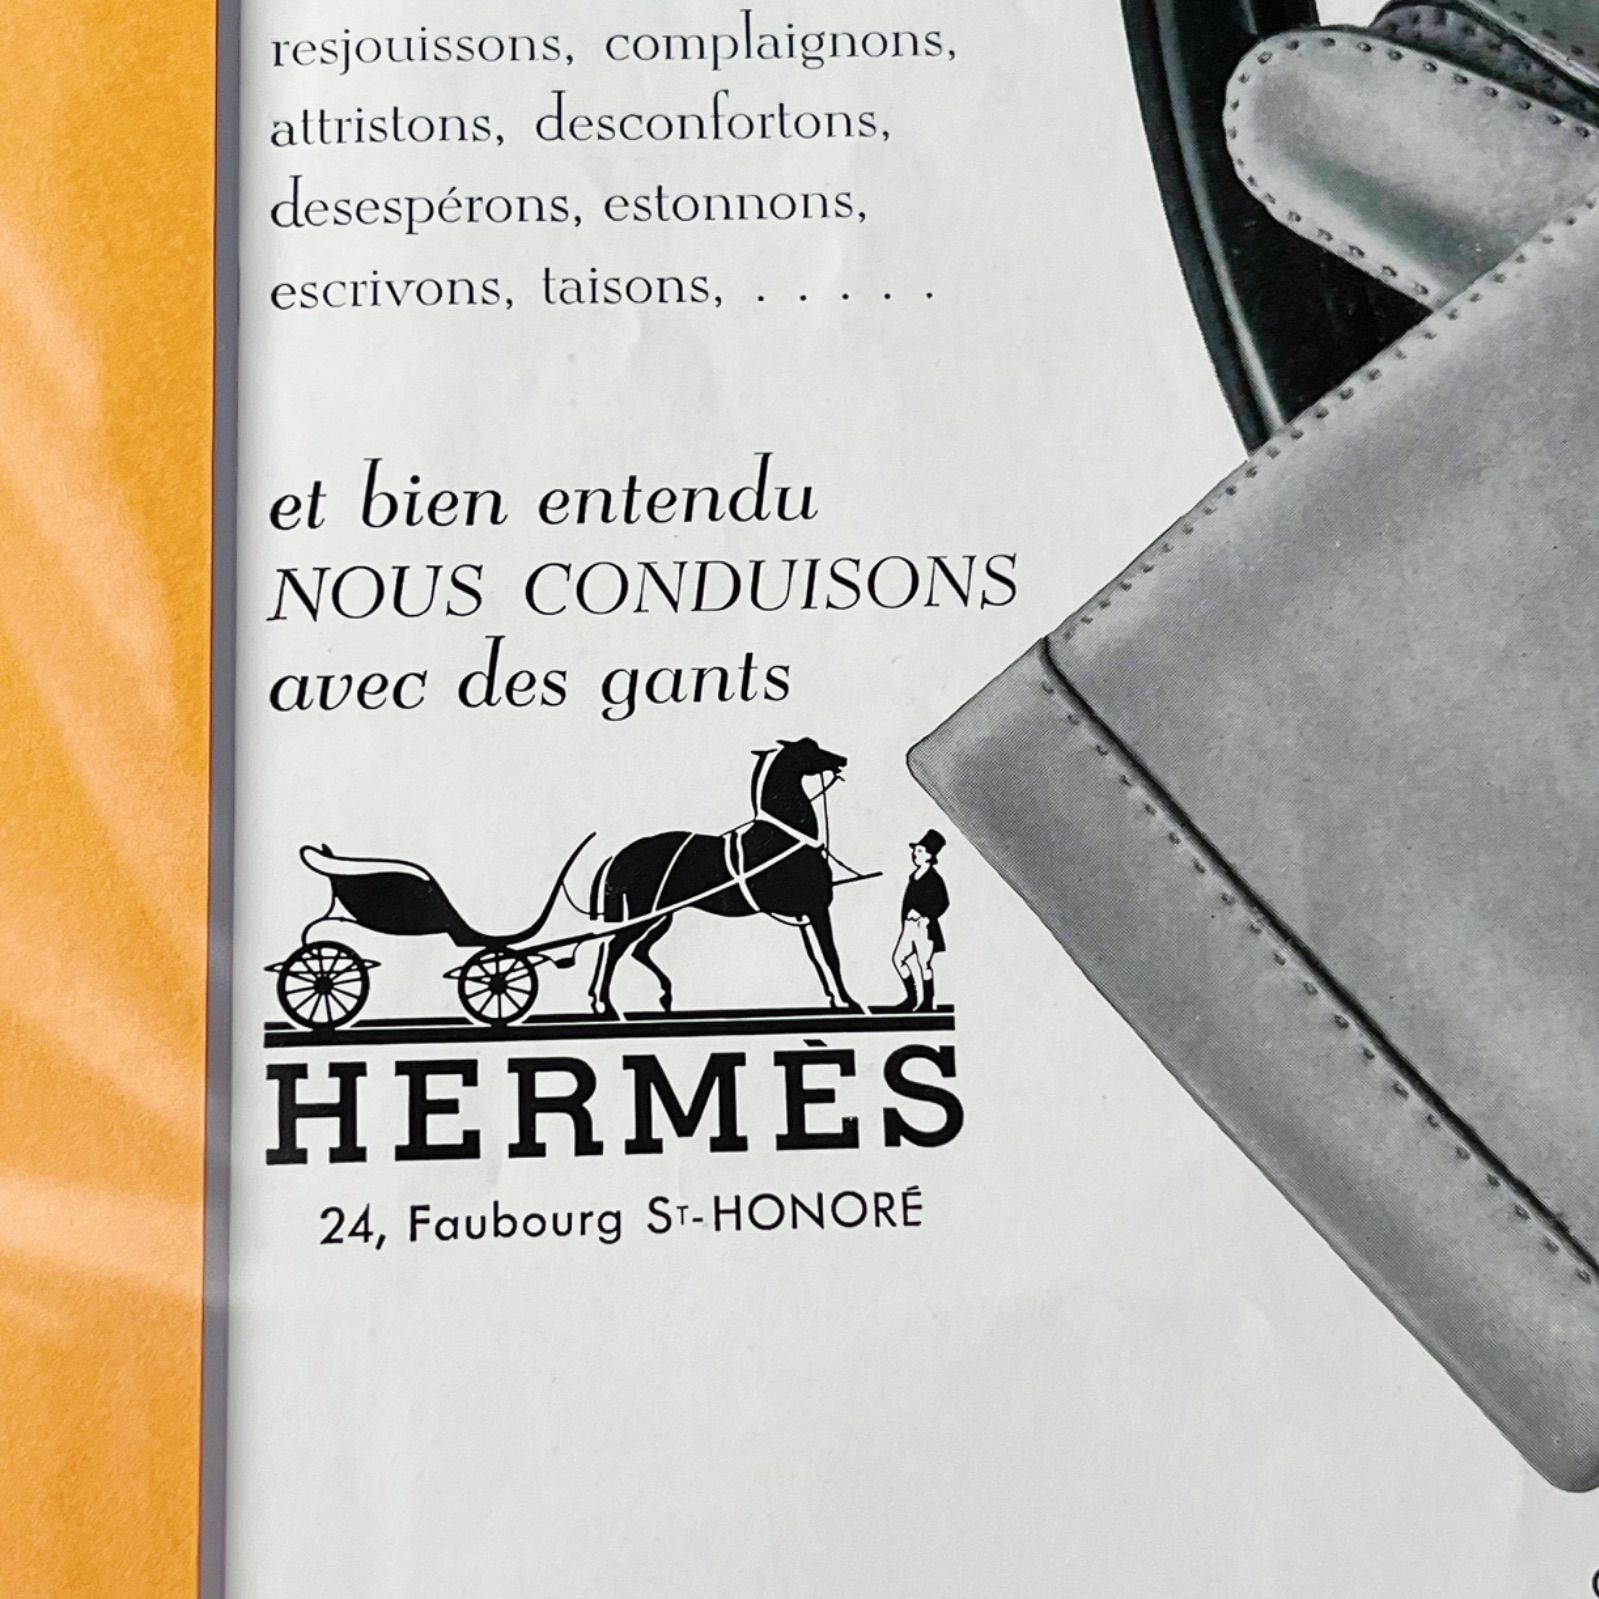 resjouissons, complaignons,
attristons, desconfortons,
desespérons, estonnons,
escrivons, taisons, . . . . .
et bien entendu
NOUS CONDUISONS
avec des gants
HERMÈS
24, Faubourg ST-HONORÉ